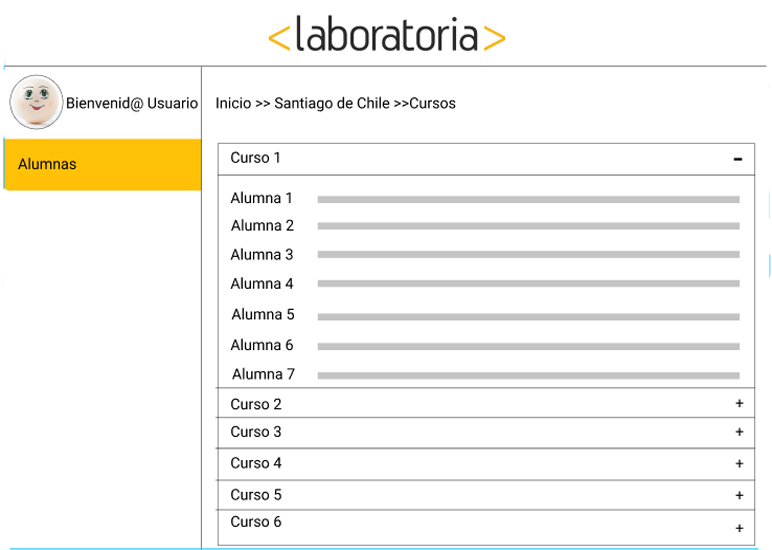 <laboratoria>
Bienvenid@ Usuario
Inicio >> Santiago de Chile >>Cursos
Alumnas
Curso 1 -
Alumna 1
Alumna 2
Alumna 3
Alumna 4
Alumna 5
Alumna 6
Alumna 7
Curso 2 +
Curso 3 +
Curso 4 +
Curso 5 +
Curso 6 +